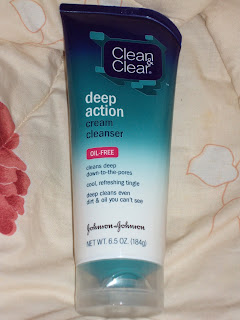 Clean &
Clear®
deep
action
cream
cleanser
OIL-FREE
cleans deep
down-to-the pores
cool, refreshing tingle
deep cleans even
dirt & oil you can't see
Johnson & Johnson
NET WT. 6.5 OZ. (184g)